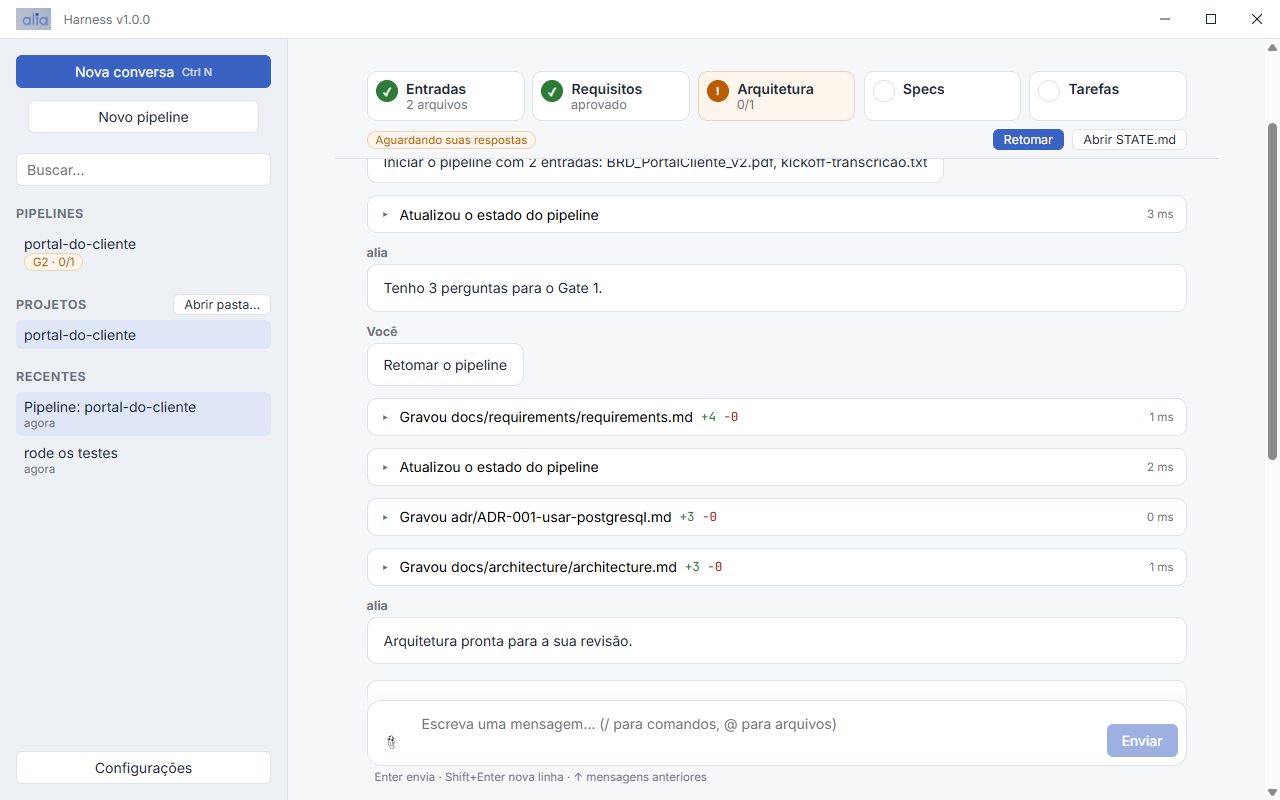 alia Harness v1.0.0
Nova conversa Ctrl N
Novo pipeline
Buscar...
PIPELINES
portal-do-cliente
G2 · 0/1
PROJETOS Abrir pasta...
portal-do-cliente
RECENTES
Pipeline: portal-do-cliente
agora
rode os testes
agora
Configurações
Entradas
2 arquivos
Requisitos
aprovado
Arquitetura
0/1
Specs
Tarefas
Aguardando suas respostas
Retomar
Abrir STATE.md
Iniciar o pipeline com 2 entradas: BRD_PortalCliente_v2.pdf, kickoff-transcricao.txt
Atualizou o estado do pipeline 3 ms
alia
Tenho 3 perguntas para o Gate 1.
Você
Retomar o pipeline
Gravou docs/requirements/requirements.md +4 -0 1 ms
Atualizou o estado do pipeline 2 ms
Gravou adr/ADR-001-usar-postgresql.md +3 -0 0 ms
Gravou docs/architecture/architecture.md +3 -0 1 ms
alia
Arquitetura pronta para a sua revisão.
Escreva uma mensagem... (/ para comandos, @ para arquivos)
Enviar
Enter envia · Shift+Enter nova linha · ↑ mensagens anteriores